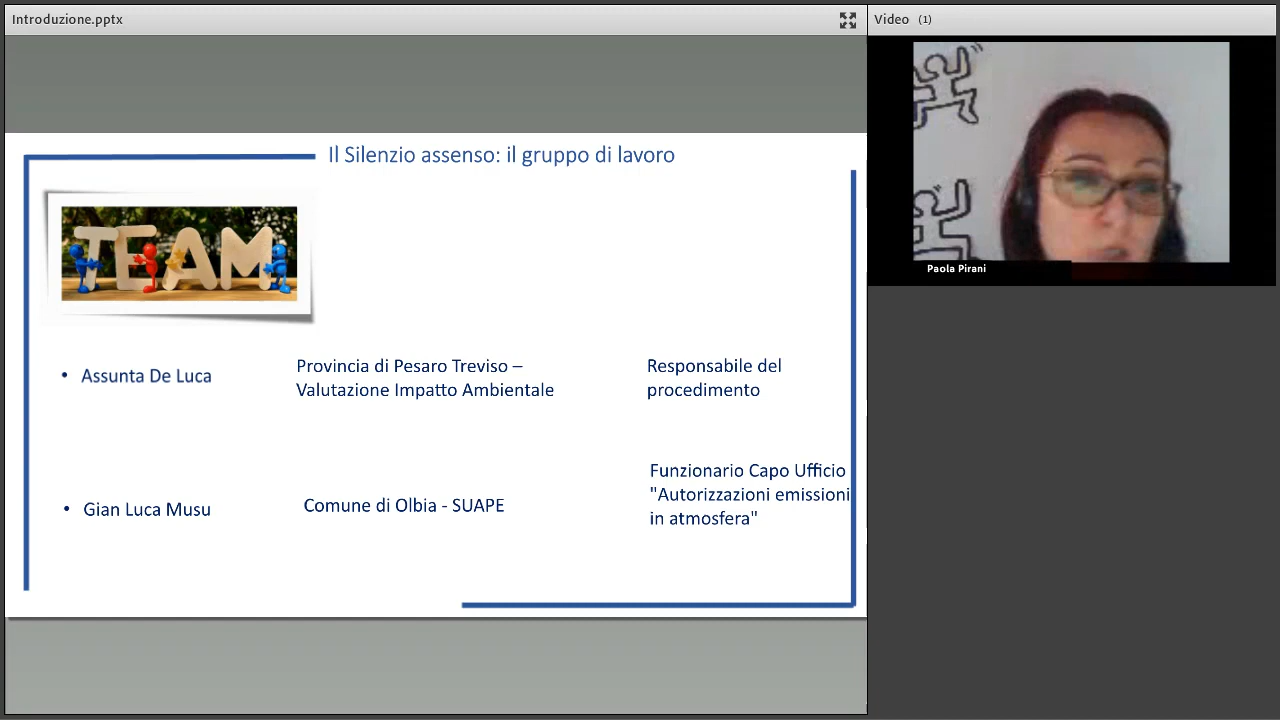 Introduzione.pptx
Video (1)
Il Silenzio assenso: il gruppo di lavoro
TEAM
• Assunta De Luca
Provincia di Pesaro Treviso –
Valutazione Impatto Ambientale
Responsabile del
procedimento
• Gian Luca Musu
Comune di Olbia - SUAPE
Funzionario Capo Ufficio
"Autorizzazioni emissioni
in atmosfera"
Paola Pirani